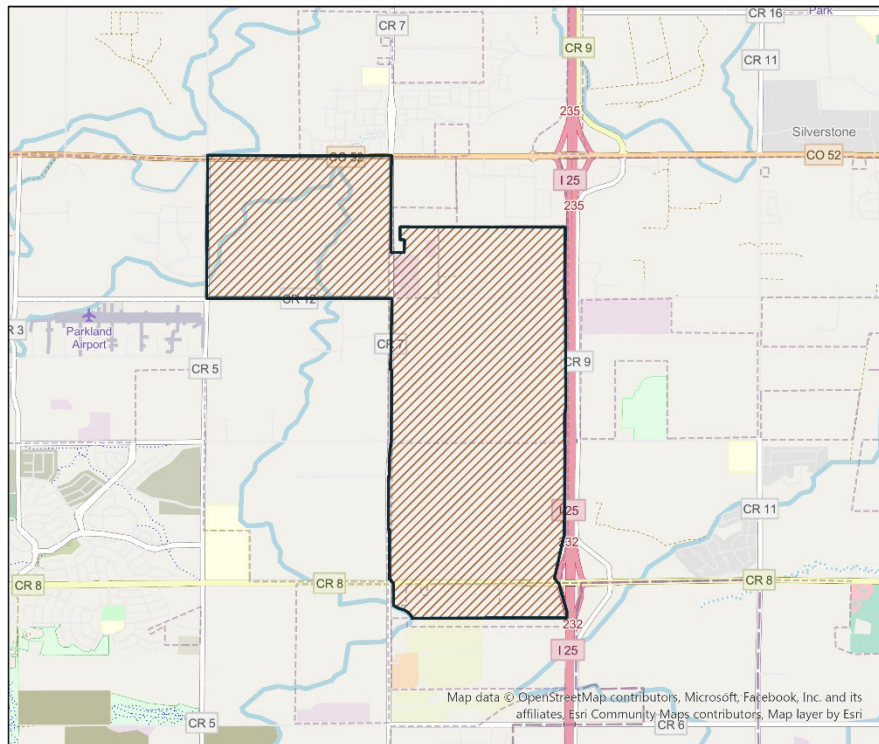 Park
CR 16
CR 7
CR 9
CR 11
235
Silverstone
CO 52
CO 52
I 25
235
CR 12
R 3
Parkland
Airport
CR 7
CR 9
CR 5
I 25
CR 11
232
CR 8
CR 8
CR 8
232
I 25
Map data © OpenStreetMap contributors, Microsoft, Facebook, Inc. and its
affiliates, Esri Community Maps contributors, Map layer by Esri
CR 5
CR 6